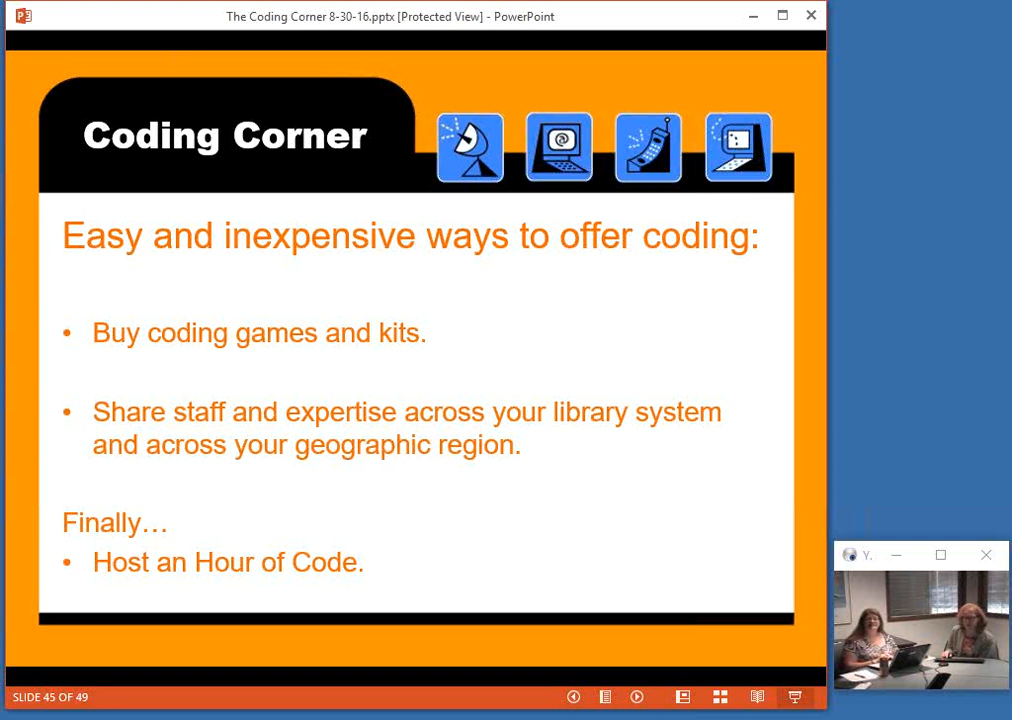 The Coding Corner 8-30-16.pptx [Protected View] - PowerPoint
Coding Corner
Easy and inexpensive ways to offer coding:
• Buy coding games and kits.
• Share staff and expertise across your library system
and across your geographic region.
Finally…
• Host an Hour of Code.
Y.
SLIDE 45 OF 49